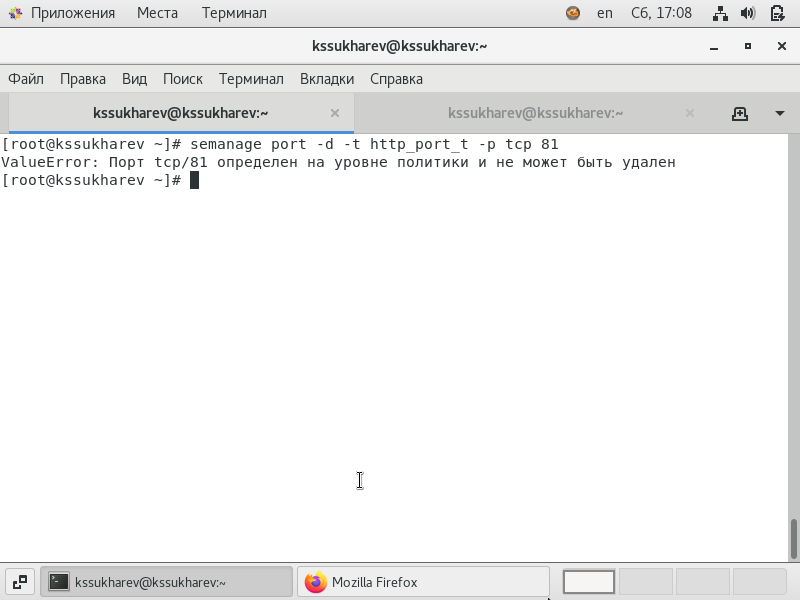 Приложения Места Терминал en Сб, 17:08
kssukharev@kssukharev:~
Файл Правка Вид Поиск Терминал Вкладки Справка
kssukharev@kssukharev:~ kssukharev@kssukharev:~
[root@kssukharev ~]# semanage port -d -t http_port_t -p tcp 81
ValueError: Порт tcp/81 определен на уровне политики и не может быть удален
[root@kssukharev ~]#
kssukharev@kssukharev:~ Mozilla Firefox